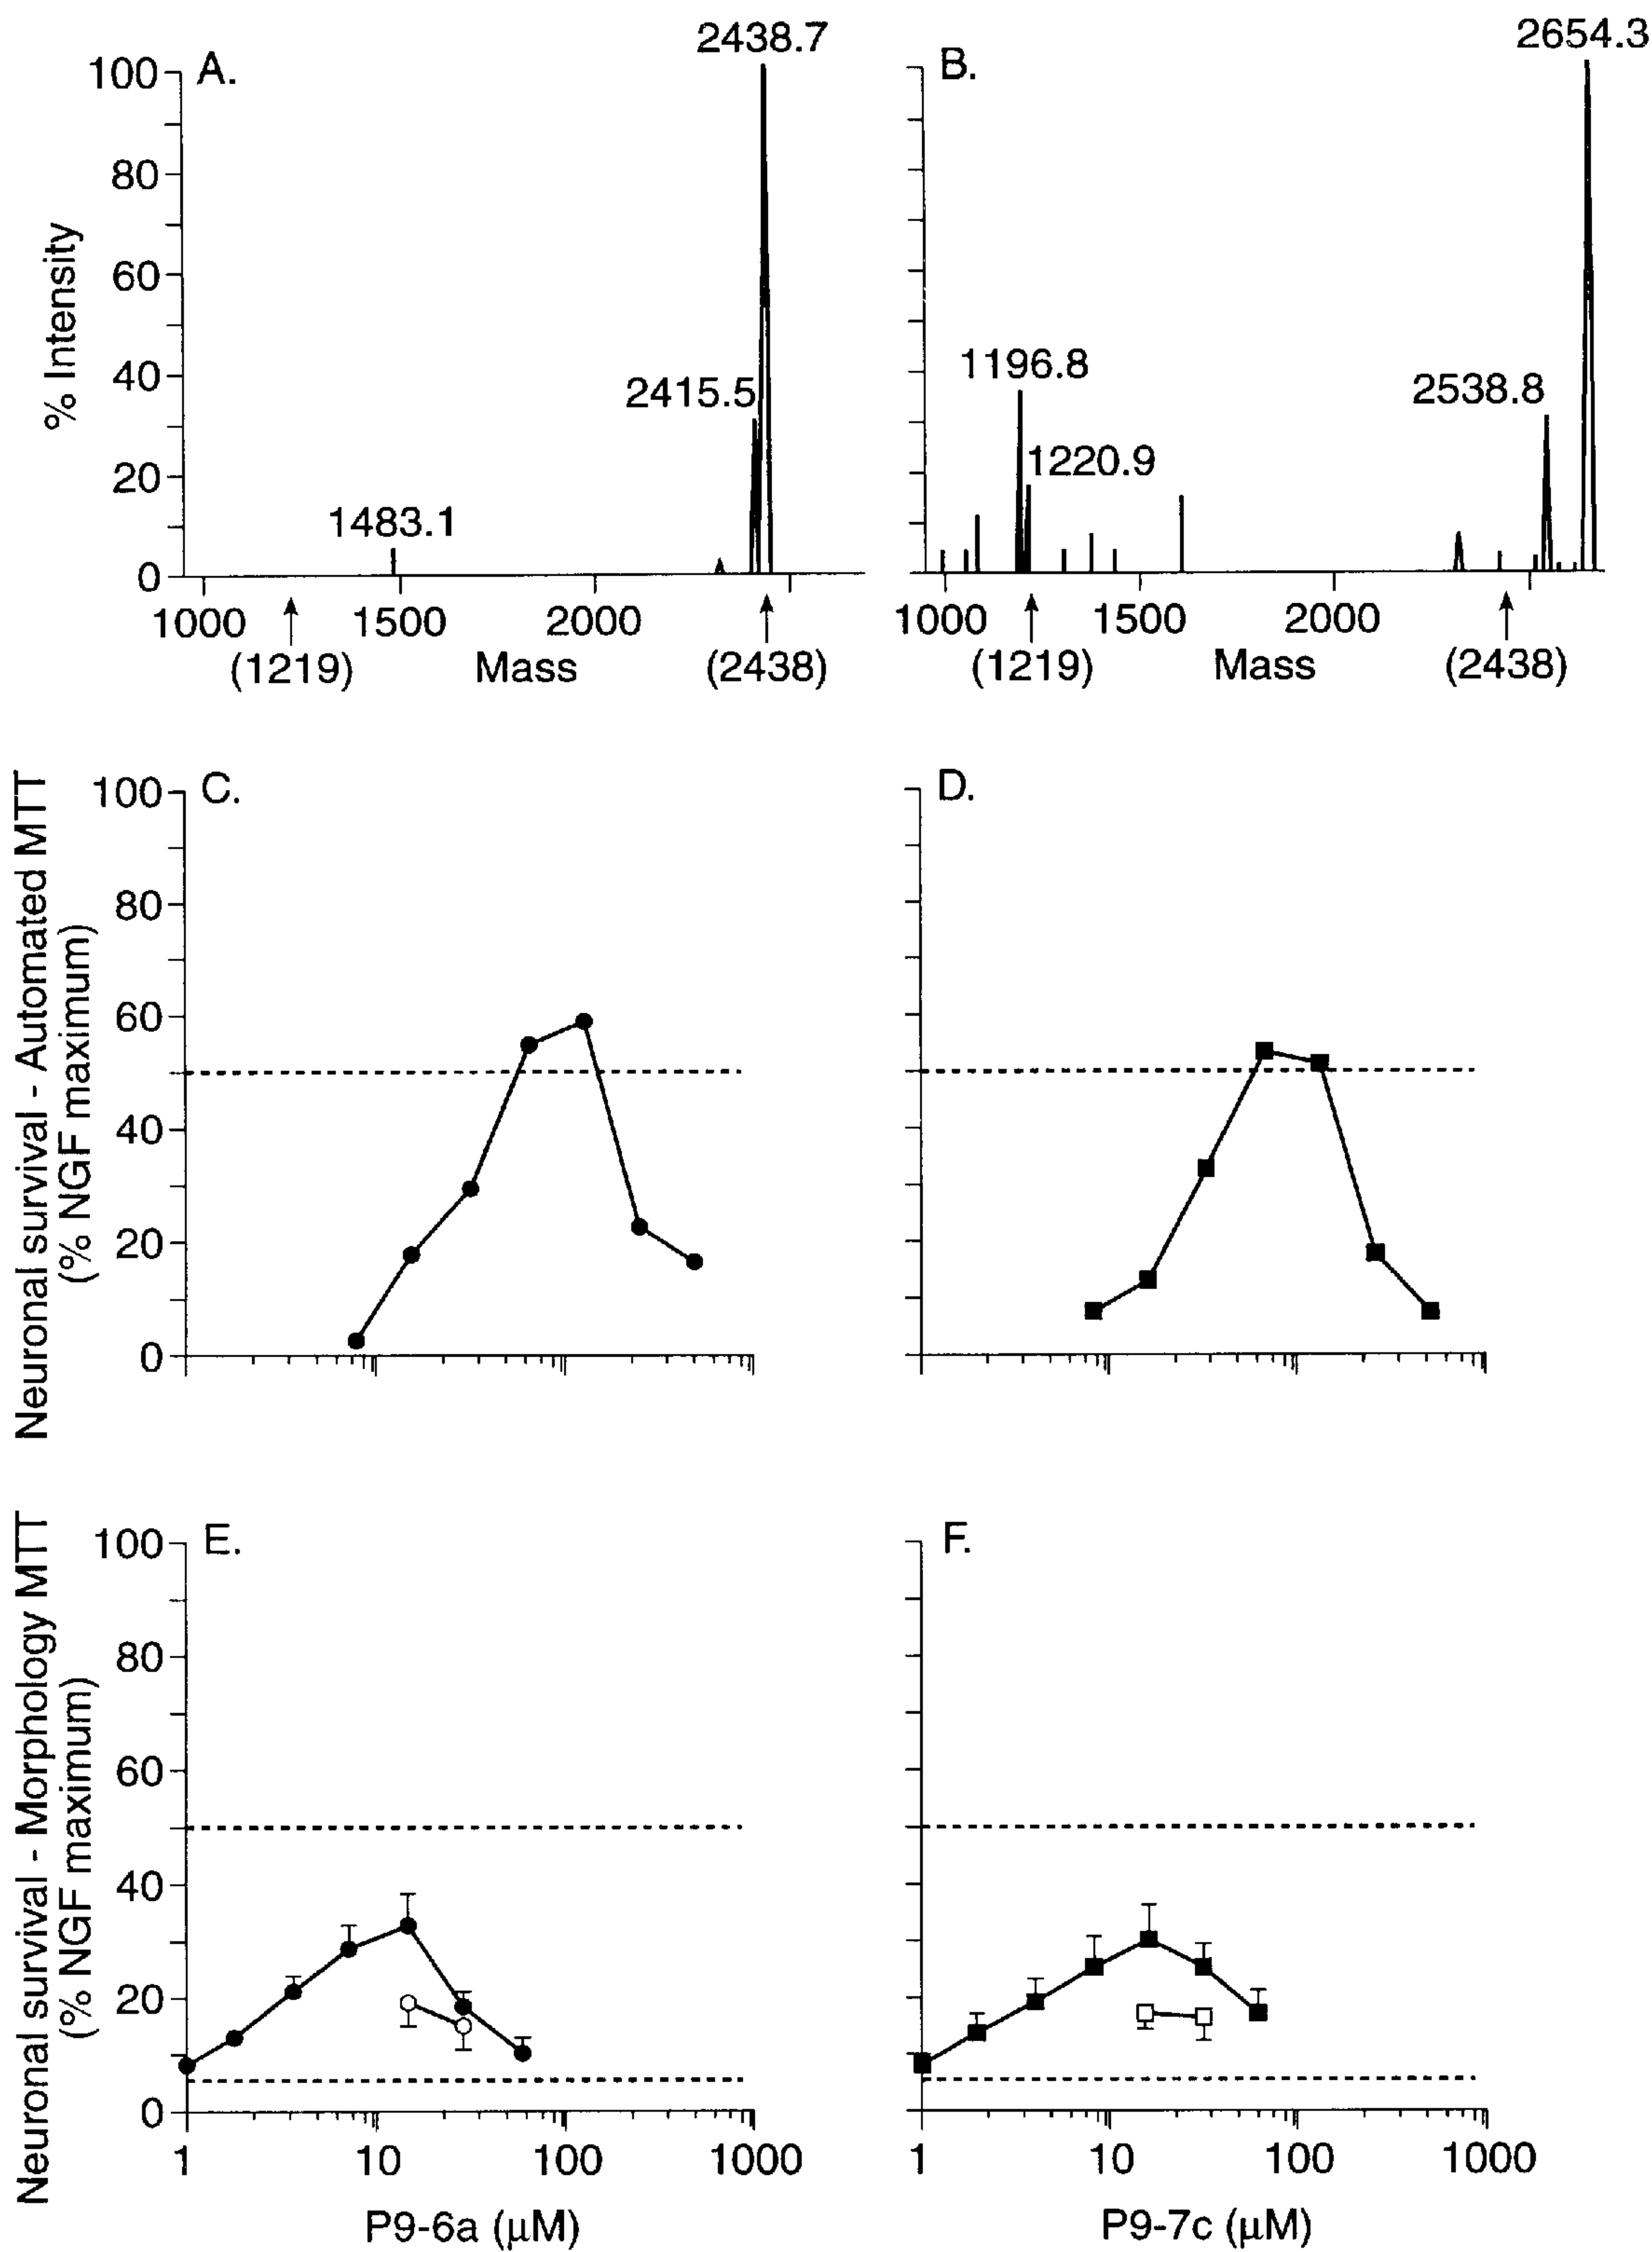 2438.7
2654.3
A.
B.
100
80
60
40
20
0
% Intensity
2415.5
1483.1
1196.8
1220.9
2538.8
1000 1500 2000
1000 1500 2000
(1219) Mass (2438)
(1219) Mass (2438)
C.
D.
100
80
60
40
20
0
Neuronal survival - Automated MTT
(% NGF maximum)
E.
F.
100
80
60
40
20
0
Neuronal survival - Morphology MTT
(% NGF maximum)
1 10 100 1000
1 10 100 1000
P9-6a (μM)
P9-7c (μM)